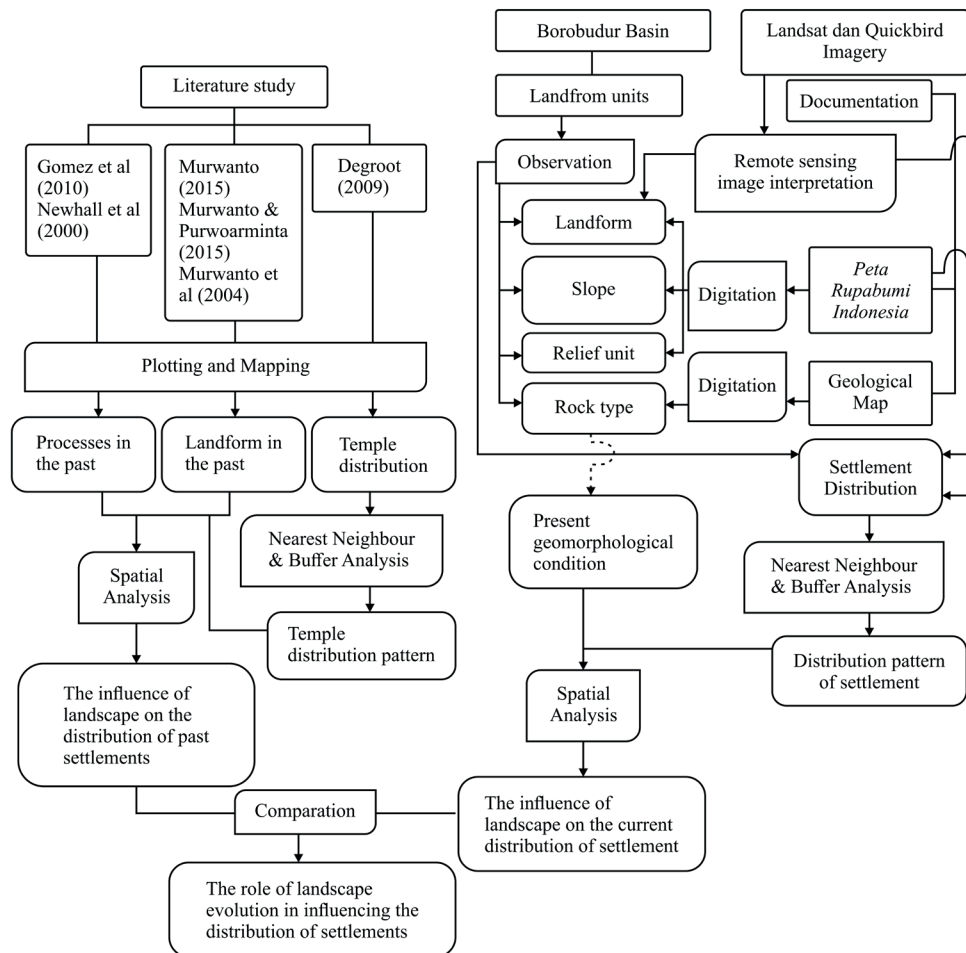 Literature study
Gomez et al
(2010)
Newhall et al
(2000)
Murwanto
(2015)
Murwanto &
Purwoarminta
(2015)
Murwanto et
al (2004)
Degroot
(2009)
Plotting and Mapping
Processes in
the past
Landform in
the past
Temple
distribution
Nearest Neighbour
& Buffer Analysis
Spatial
Analysis
Temple
distribution pattern
The influence of
landscape on the
distribution of past
settlements
Borobudur Basin
Landfrom units
Observation
Landsat dan Quickbird
Imagery
Documentation
Remote sensing
image interpretation
Landform
Slope
Relief unit
Rock type
Digitation
Peta
Rupabumi
Indonesia
Digitation
Geological
Map
Settlement
Distribution
Present
geomorphological
condition
Nearest Neighbour
& Buffer Analysis
Distribution pattern
of settlement
Spatial
Analysis
The influence of
landscape on the current
distribution of settlement
Comparation
The role of landscape
evolution in influencing the
distribution of settlements